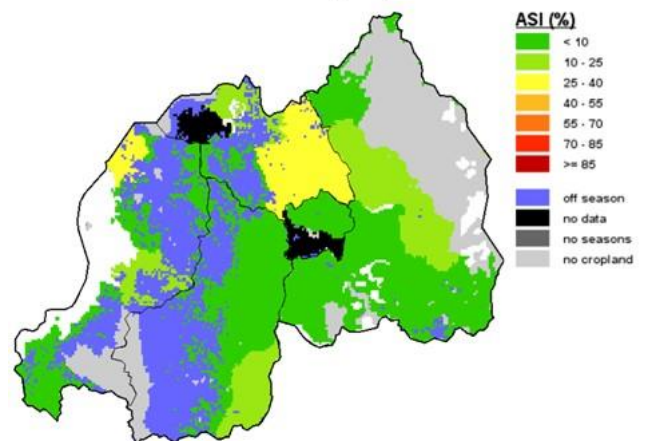 ASI (%)
< 10
10 - 25
25 - 40
40 - 55
55 - 70
70 - 85
>= 85
off season
no data
no seasons
no cropland